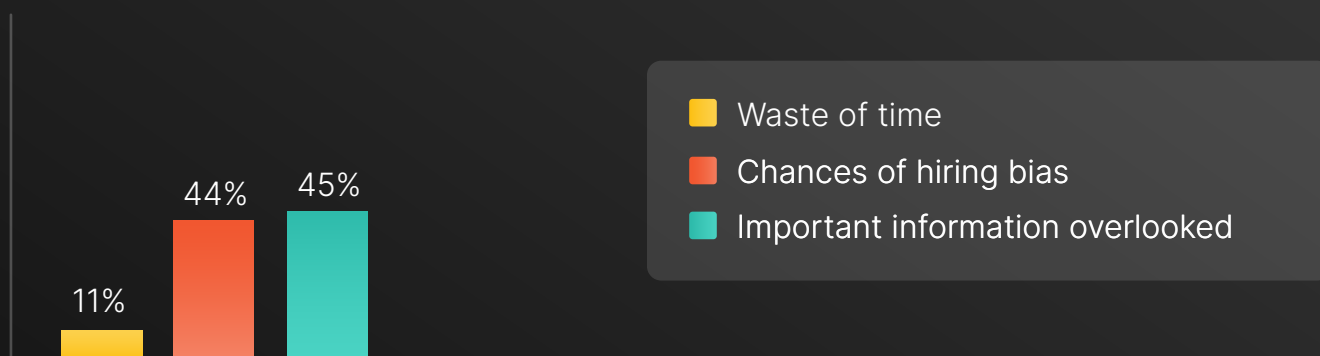 11%
44%
45%
Waste of time
Chances of hiring bias
Important information overlooked